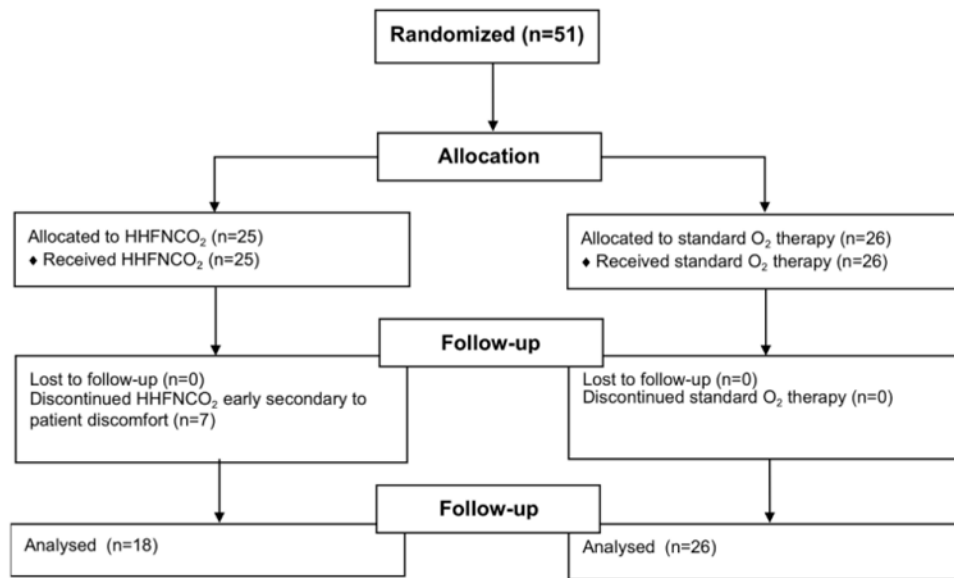 Randomized (n=51)
Allocation
Allocated to HHFNCO₂ (n=25)
♦ Received HHFNCO₂ (n=25)
Allocated to standard O₂ therapy (n=26)
♦ Received standard O₂ therapy (n=26)
Follow-up
Lost to follow-up (n=0)
Discontinued HHFNCO₂ early secondary to
patient discomfort (n=7)
Lost to follow-up (n=0)
Discontinued standard O₂ therapy (n=0)
Follow-up
Analysed (n=18)
Analysed (n=26)